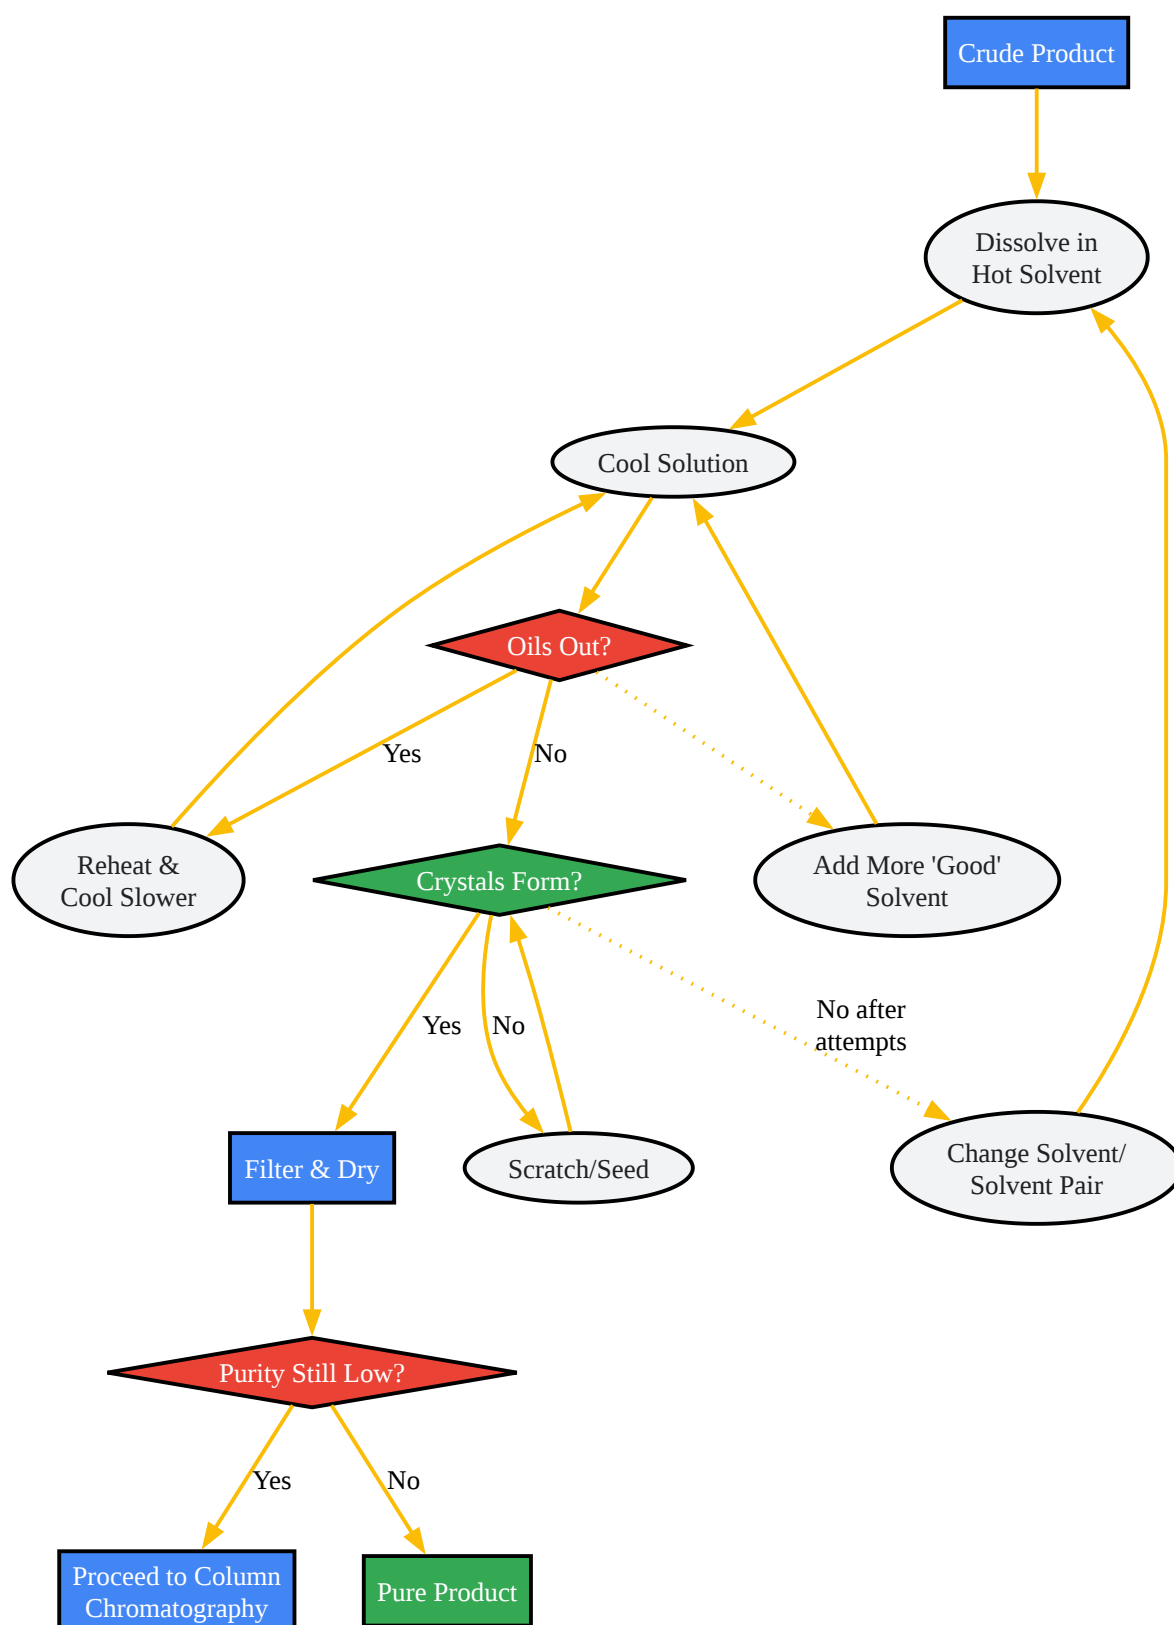 Crude Product
Dissolve in
Hot Solvent
Cool Solution
Oils Out?
Yes
No
Reheat &
Cool Slower
Crystals Form?
Add More 'Good'
Solvent
No after
attempts
Yes
No
Filter & Dry
Scratch/Seed
Change Solvent/
Solvent Pair
Purity Still Low?
Yes
No
Proceed to Column
Chromatography
Pure Product